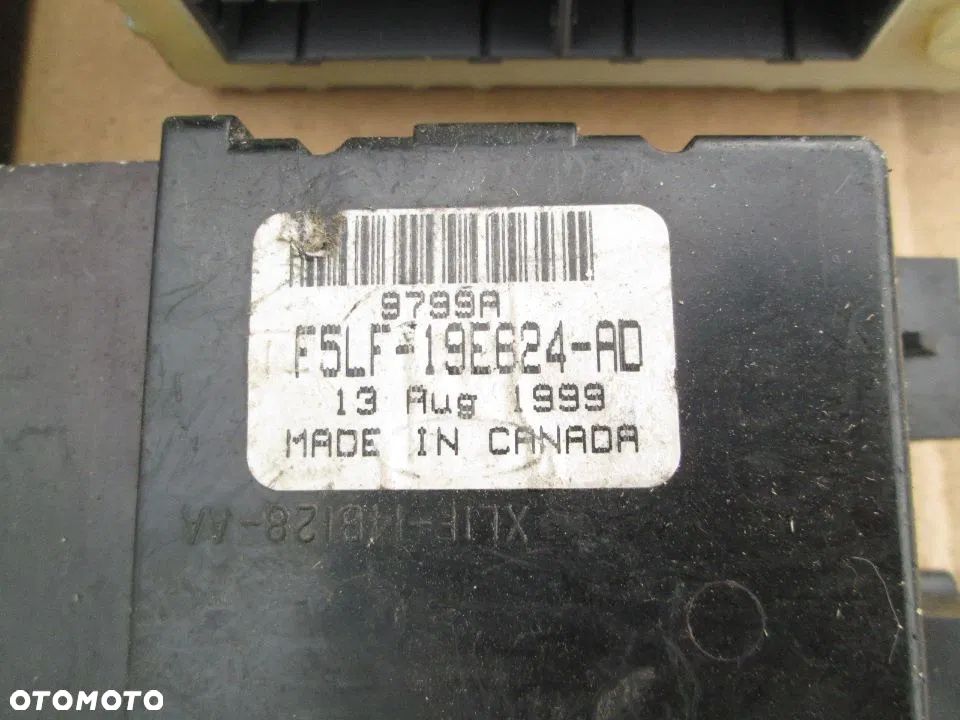 9799A
F5LF-19E624-AD
13 Aug 1999
MADE IN CANADA
XL1F-14B128-AA
OTOMOTO